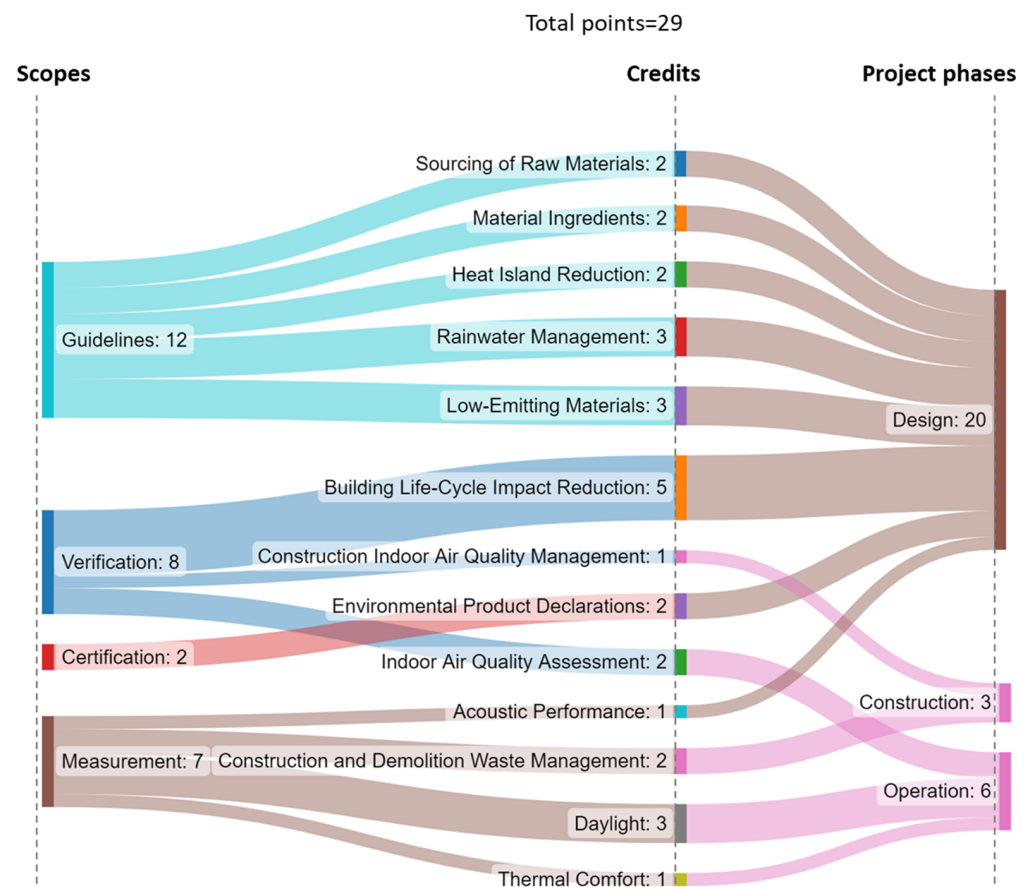 Total points=29
Scopes
Credits
Project phases
Sourcing of Raw Materials: 2
Material Ingredients: 2
Heat Island Reduction: 2
Guidelines: 12
Rainwater Management: 3
Low-Emitting Materials: 3
Design: 20
Building Life-Cycle Impact Reduction: 5
Verification: 8
Construction Indoor Air Quality Management: 1
Environmental Product Declarations: 2
Certification: 2
Indoor Air Quality Assessment: 2
Construction: 3
Acoustic Performance: 1
Measurement: 7
Construction and Demolition Waste Management: 2
Operation: 6
Daylight: 3
Thermal Comfort: 1